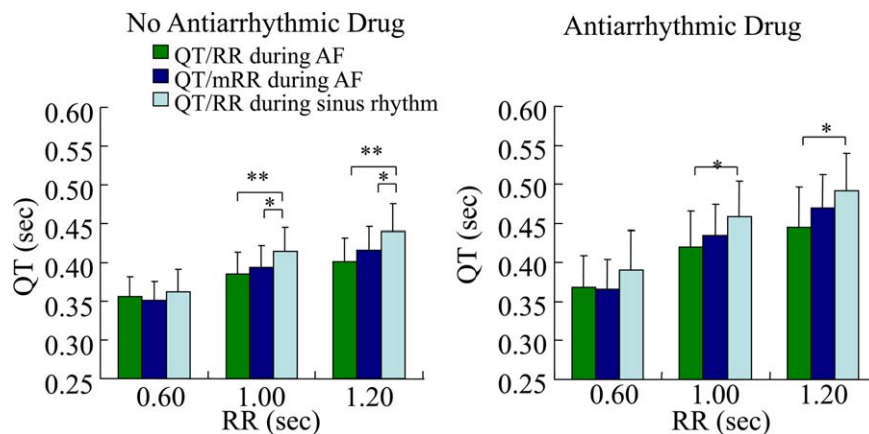 No Antiarrhythmic Drug
QT/RR during AF
QT/mRR during AF
QT/RR during sinus rhythm
0.60
0.55
0.50
0.45
0.40
0.35
0.30
0.25
QT (sec)
**
*
**
*
0.60 1.00 1.20
RR (sec)
Antiarrhythmic Drug
0.60
0.55
0.50
0.45
0.40
0.35
0.30
0.25
QT (sec)
*
*
0.60 1.00 1.20
RR (sec)